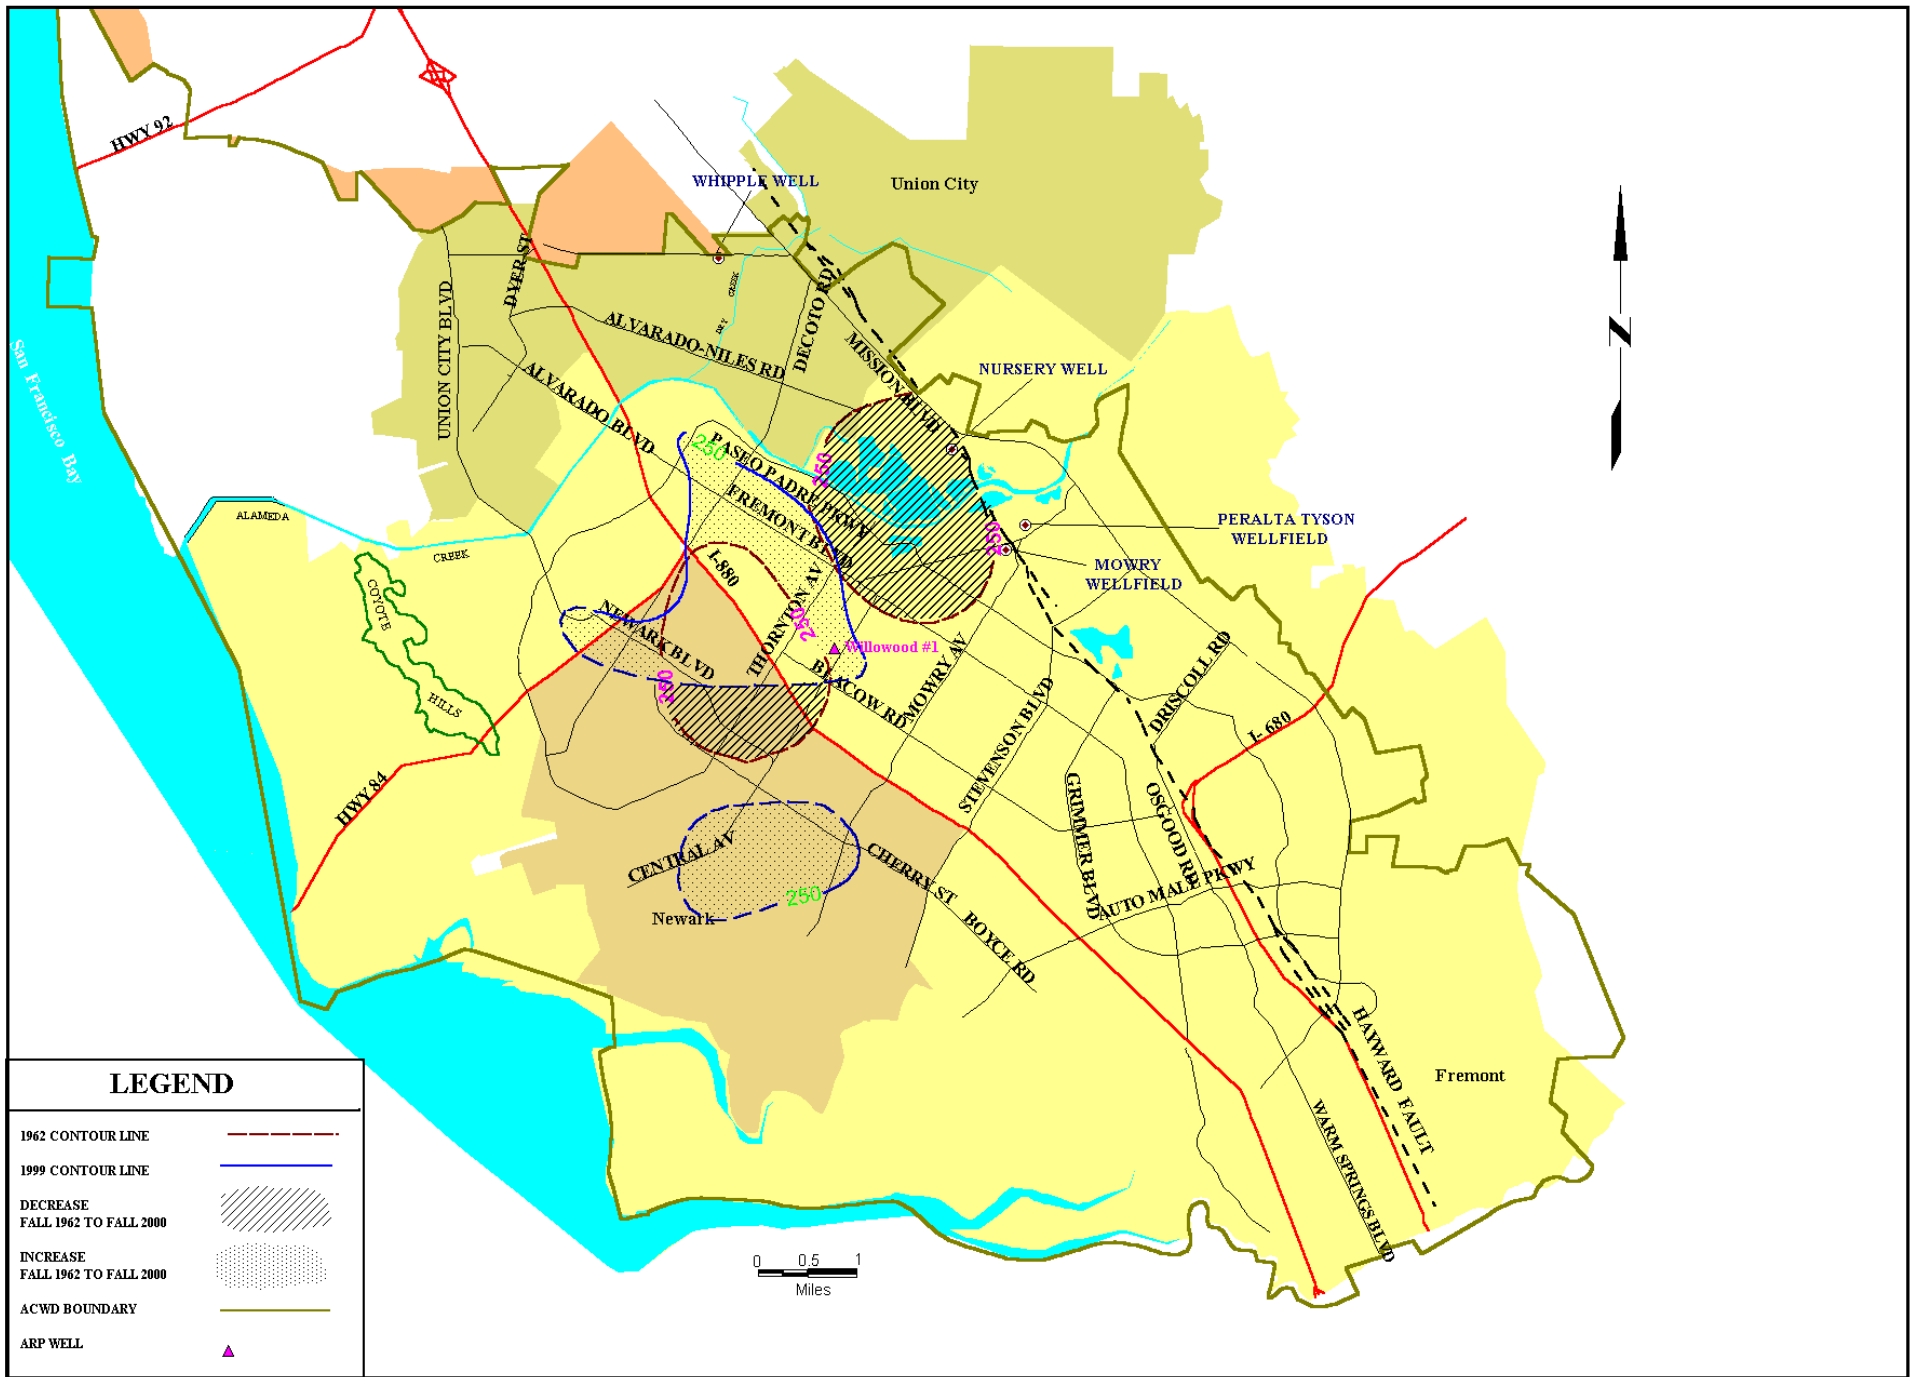 HWY 92
WHIPPLE WELL
Union City
DYER ST
UNION CITY BLVD
DRY
CREEK
DECOTO RD
ALVARADO-NILES RD
MISSION BLVD
NURSERY WELL
ALVARADO BLVD
San Francisco Bay
N
250
PASEO PADRE PKWY
250
FREMONT BLVD
250
ALAMEDA
CREEK
PERALTA TYSON
WELLFIELD
MOWRY
WELLFIELD
I-880
COYOTE
HILLS
THORNTON AV
NEWARK BLVD
250
Willowood #1
250
BLACOW RD
MOWRY AV
DRISCOLL RD
STEVENSON BLVD
I-680
HWY 84
GRIMMER BLVD
OSGOOD RD
CENTRAL AV
CHERRY ST
250
AUTO MALL PKWY
Newark
BOYCE RD
HAYWARD FAULT
Fremont
WARM SPRINGS BLVD
LEGEND
1962 CONTOUR LINE
1999 CONTOUR LINE
DECREASE
FALL 1962 TO FALL 2000
INCREASE
FALL 1962 TO FALL 2000
ACWD BOUNDARY
ARP WELL
0 0.5 1
Miles